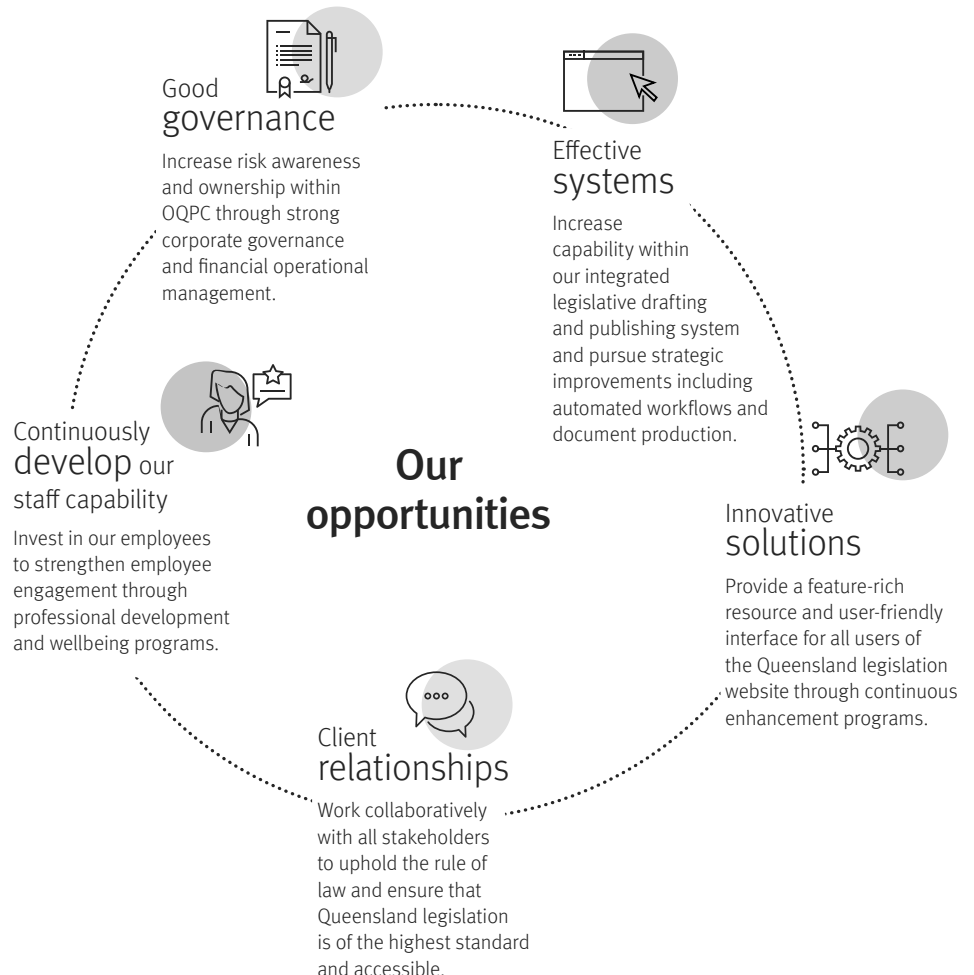 Good
governance
Increase risk awareness
and ownership within
OQPC through strong
corporate governance
and financial operational
management.
Effective
systems
Increase
capability within
our integrated
legislative drafting
and publishing system
and pursue strategic
improvements including
automated workflows and
document production.
Innovative
solutions
Provide a feature-rich
resource and user-friendly
interface for all users of
the Queensland legislation
website through continuous
enhancement programs.
Client
relationships
Work collaboratively
with all stakeholders
to uphold the rule of
law and ensure that
Queensland legislation
is of the highest standard
and accessible.
Continuously
develop our
staff capability
Invest in our employees
to strengthen employee
engagement through
professional development
and wellbeing programs.
Our
opportunities